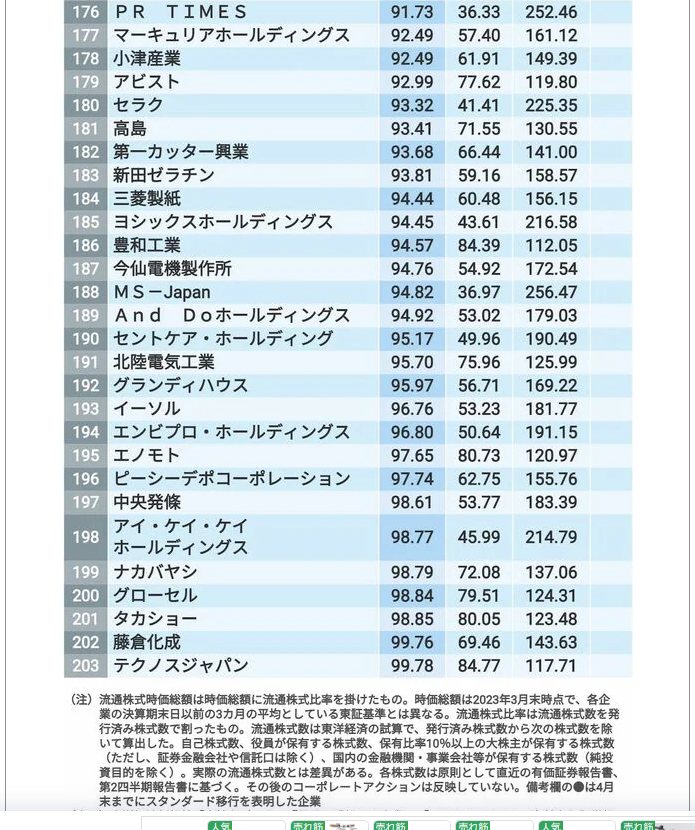 176 ＰＲ　ＴＩＭＥＳ 91.73 36.33 252.46
177 マーキュリアホールディングス 92.49 57.40 161.12
178 小津産業 92.49 61.91 149.39
179 アビスト 92.99 77.62 119.80
180 セラク 93.32 41.41 225.35
181 高島 93.41 71.55 130.55
182 第一カッター興業 93.68 66.44 141.00
183 新田ゼラチン 93.81 59.16 158.57
184 三菱製紙 94.44 60.48 156.15
185 ヨシックスホールディングス 94.45 43.61 216.58
186 豊和工業 94.57 84.39 112.05
187 今仙電機製作所 94.76 54.92 172.54
188 ＭＳ－Japan 94.82 36.97 256.47
189 Ａｎｄ　Ｄｏホールディングス 94.92 53.02 179.03
190 セントケア・ホールディング 95.17 49.96 190.49
191 北陸電気工業 95.70 75.96 125.99
192 グランディハウス 95.97 56.71 169.22
193 イーソル 96.76 53.23 181.77
194 エンビプロ・ホールディングス 96.80 50.64 191.15
195 エノモト 97.65 80.73 120.97
196 ピーシーデポコーポレーション 97.74 62.75 155.76
197 中央発條 98.61 53.77 183.39
198 アイ・ケイ・ケイ
ホールディングス 98.77 45.99 214.79
199 ナカバヤシ 98.79 72.08 137.06
200 グローセル 98.84 79.51 124.31
201 タカショー 98.85 80.05 123.48
202 藤倉化成 99.76 69.46 143.63
203 テクノスジャパン 99.78 84.77 117.71
（注）流通株式時価総額は時価総額に流通株式比率を掛けたもの。時価総額は2023年3月末時点で、各企
業の決算期末日以前の3カ月の平均としている東証基準とは異なる。流通株式比率は流通株式数を発
行済み株式数で割ったもの。流通株式数は東洋経済の試算で、発行済み株式数から次の株式数を除
いて算出した。自己株式数、役員が保有する株式数、保有比率10％以上の大株主が保有する株式数
（ただし、証券金融会社や信託口は除く）、国内の金融機関・事業会社等が保有する株式数（純投
資目的を除く）。実際の流通株式数とは差異がある。各株式数は原則として直近の有価証券報告書、
第2四半期報告書に基づく。その後のコーポレートアクションは反映していない。備考欄の●は4月
末までにスタンダード移行を表明した企業
人気 売れ筋 人気 売れ筋 人気 売れ筋